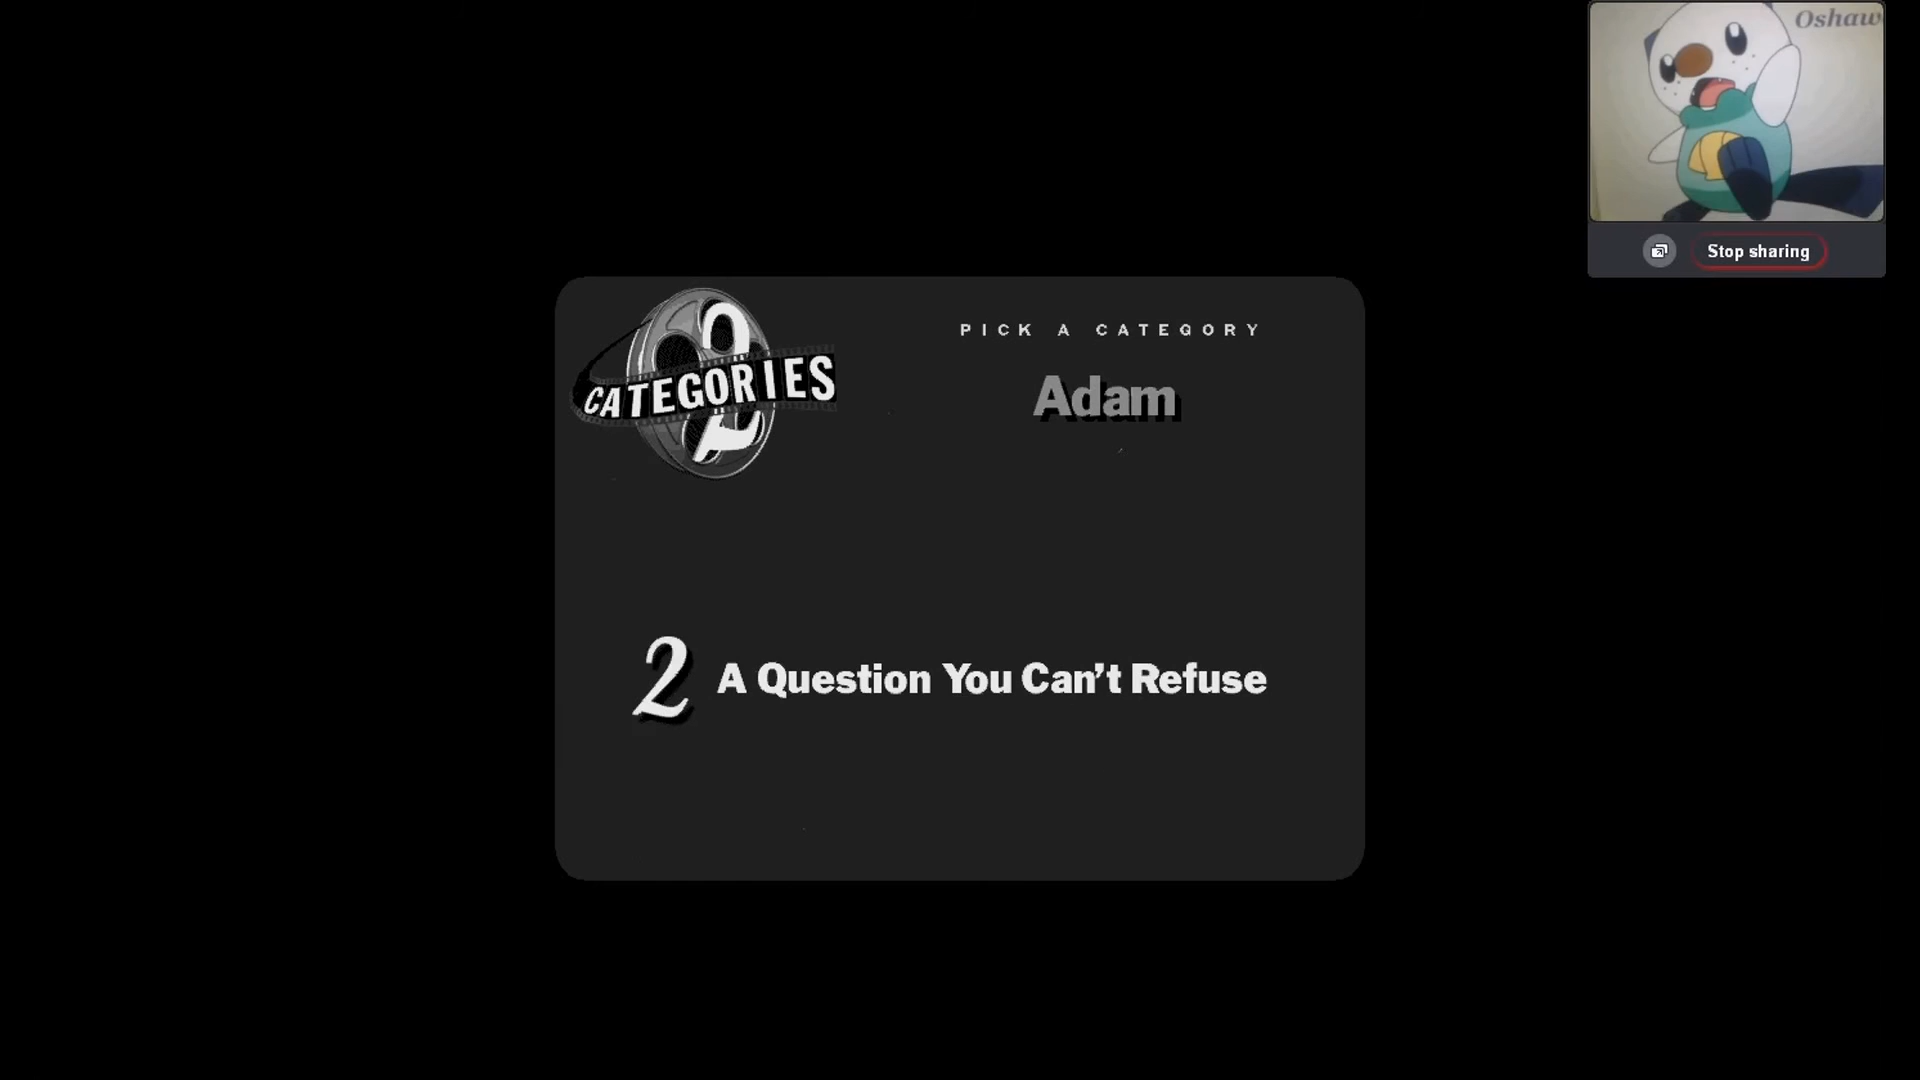 Oshaw
Stop sharing
CATEGORIES
PICK A CATEGORY
Adam
2 A Question You Can't Refuse